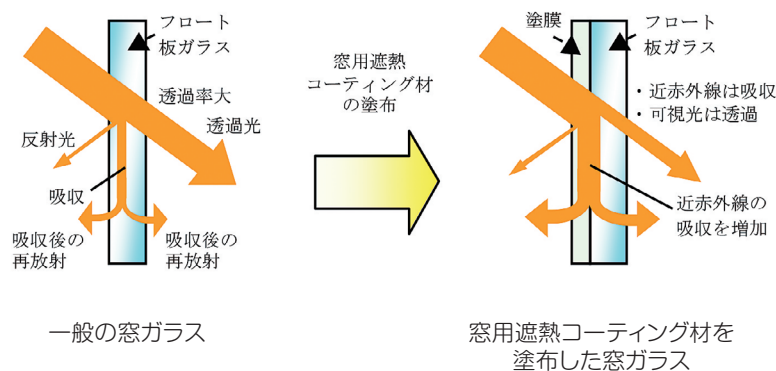 フロート
板ガラス
透過率大
透過光
反射光
吸収
吸収後の
再放射
吸収後の
再放射
一般の窓ガラス
窓用遮熱
コーティング材
の塗布
塗膜
フロート
板ガラス
・近赤外線は吸収
・可視光は透過
近赤外線の
吸収を増加
窓用遮熱コーティング材を
塗布した窓ガラス